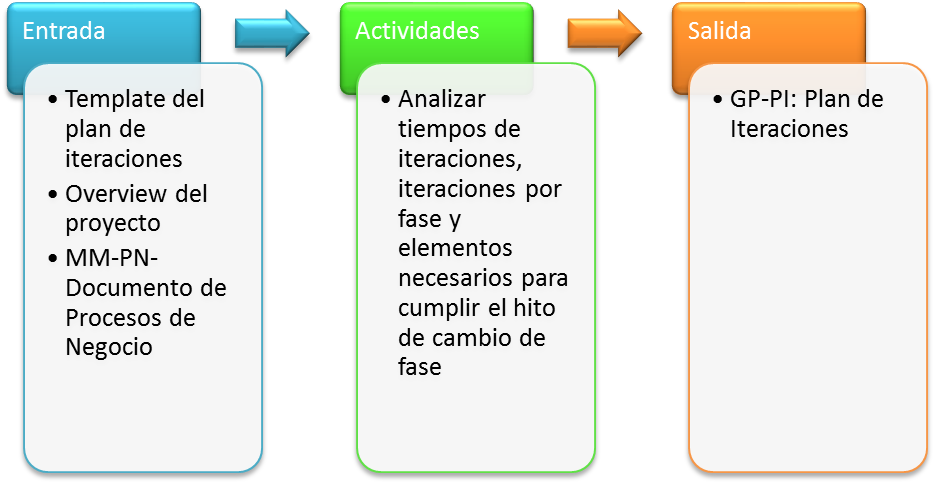 Entrada
• Template del
plan de
iteraciones
• Overview del
proyecto
• MM-PN-
Documento de
Procesos de
Negocio
Actividades
• Analizar
tiempos de
iteraciones,
iteraciones por
fase y
elementos
necesarios para
cumplir el hito
de cambio de
fase
Salida
• GP-PI: Plan de
Iteraciones